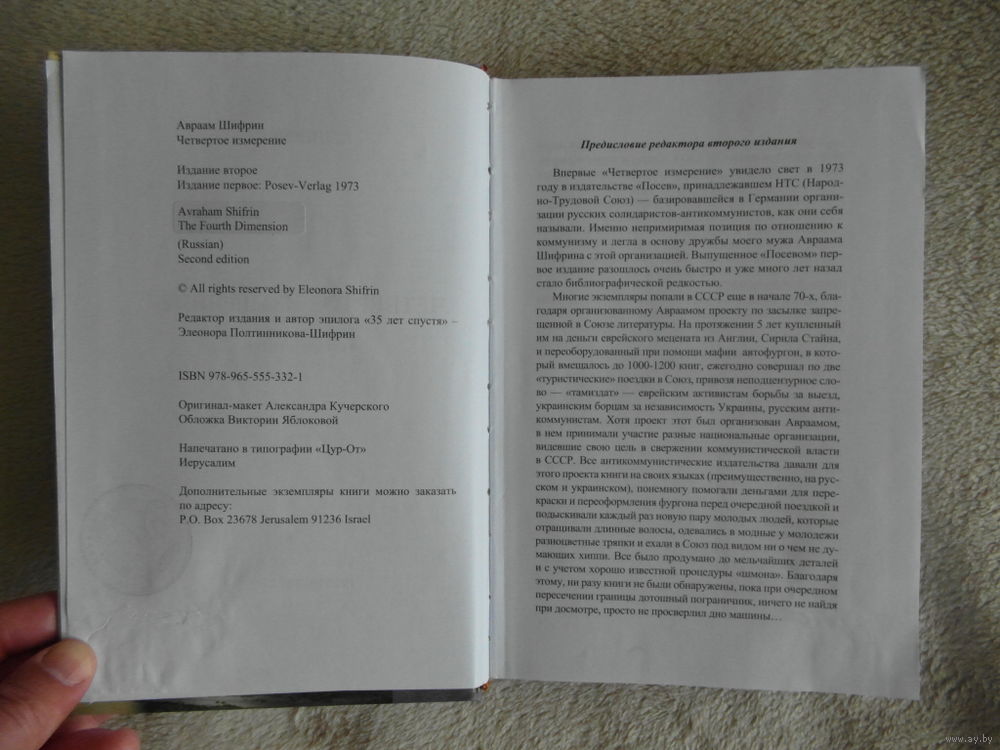 Авраам Шифрин
Четвертое измерение
Издание второе
Издание первое: Posev-Verlag 1973
Avraham Shifrin
The Fourth Dimension
(Russian)
Second edition
© All rights reserved by Eleonora Shifrin
Редактор издания и автор эпилога «35 лет спустя» –
Элеонора Полтинникова-Шифрин
ISBN 978-965-555-332-1
Оригинал-макет Александра Кучерского
Обложка Виктории Яблоковой
Напечатано в типографии «Цур-От»
Иерусалим
Дополнительные экземпляры книги можно заказать
по адресу:
P.O. Box 23678 Jerusalem 91236 Israel
Предисловие редактора второго издания
Впервые «Четвертое измерение» увидело свет в 1973
году в издательстве «Посев», принадлежавшем НТС (Народ-
но-Трудовой Союз) — базировавшейся в Германии органи-
зации русских солидаристов-антикоммунистов, как они себя
называли. Именно непримиримая позиция по отношению к
коммунизму и легла в основу дружбы моего мужа Авраама
Шифрина с этой организацией. Выпущенное «Посевом» пер-
вое издание разошлось очень быстро и уже много лет назад
стало библиографической редкостью.
Многие экземпляры попали в СССР еще в начале 70-х, бла-
годаря организованному Авраамом проекту по засылке запре-
щенной в Союзе литературы. На протяжении 5 лет купленный
им на деньги еврейского мецената из Англии, Сирила Стайна,
и переоборудованный при помощи мафии автофургон, в кото-
рый вмещалось до 1000-1200 книг, ежегодно совершал по две
«туристические» поездки в Союз, привозя неподцензурное сло-
во — «тамиздат» — еврейским активистам борьбы за выезд,
украинским борцам за независимость Украины, русским анти-
коммунистам. Хотя проект этот был организован Авраамом,
в нем принимали участие разные национальные организации,
видевшие свою цель в свержении коммунистической власти
в СССР. Все антикоммунистические издательства давали для
этого проекта книги на своих языках (преимущественно, на рус-
ском и украинском), понемногу помогали деньгами для пере-
краски и переоформления фургона перед очередной поездкой и
подыскивали каждый раз новую пару молодых людей, которые
отращивали длинные волосы, одевались в модные у молодежи
разноцветные тряпки и ехали в Союз под видом ни о чем не ду-
мающих хиппи. Все было продумано до мельчайших деталей
и с учетом хорошо известной процедуры «шмона». Благодаря
этому, ни разу книги не были обнаружены, пока при очередном
пересечении границы дотошный пограничник, ничего не найдя
при досмотре, просто не просверлил дно машины…
www.ay.by